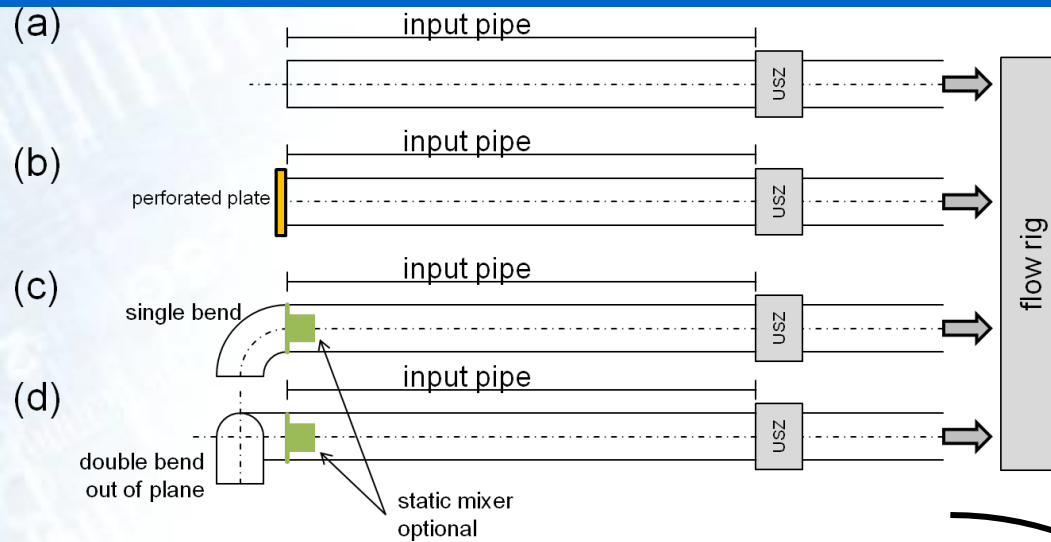 (a)
input pipe
USZ
(b)
input pipe
perforated plate
USZ
(c)
input pipe
single bend
USZ
(d)
input pipe
USZ
double bend
out of plane
static mixer
optional
flow rig